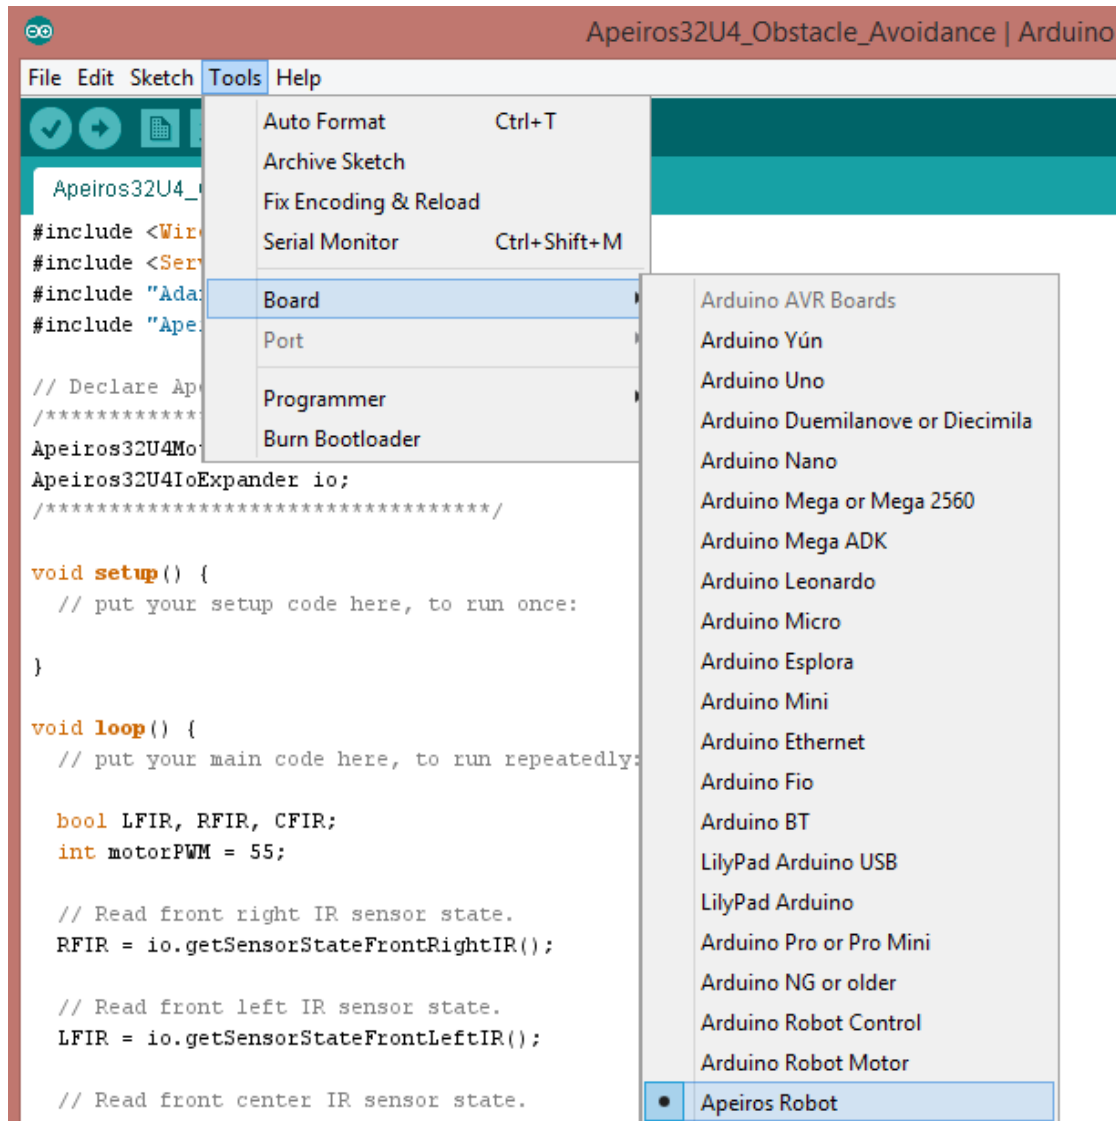 Apeiros32U4_Obstacle_Avoidance | Arduino
File Edit Sketch Tools Help
Auto Format Ctrl+T
Archive Sketch
Fix Encoding & Reload
Serial Monitor Ctrl+Shift+M
Board
Port
Programmer
Burn Bootloader
Arduino AVR Boards
Arduino Yún
Arduino Uno
Arduino Duemilanove or Diecimila
Arduino Nano
Arduino Mega or Mega 2560
Arduino Mega ADK
Arduino Leonardo
Arduino Micro
Arduino Esplora
Arduino Mini
Arduino Ethernet
Arduino Fio
Arduino BT
LilyPad Arduino USB
LilyPad Arduino
Arduino Pro or Pro Mini
Arduino NG or older
Arduino Robot Control
Arduino Robot Motor
Apeiros Robot
Apeiros32U4_
#include <Wir
#include <Ser
#include "Ada
#include "Ape
// Declare Ap
/*************
Apeiros32U4Mo
Apeiros32U4IoExpander io;
/***********************************/
void setup() {
// put your setup code here, to run once:
}
void loop() {
// put your main code here, to run repeatedly:
bool LFIR, RFIR, CFIR;
int motorPWM = 55;
// Read front right IR sensor state.
RFIR = io.getSensorStateFrontRightIR();
// Read front left IR sensor state.
LFIR = io.getSensorStateFrontLeftIR();
// Read front center IR sensor state.